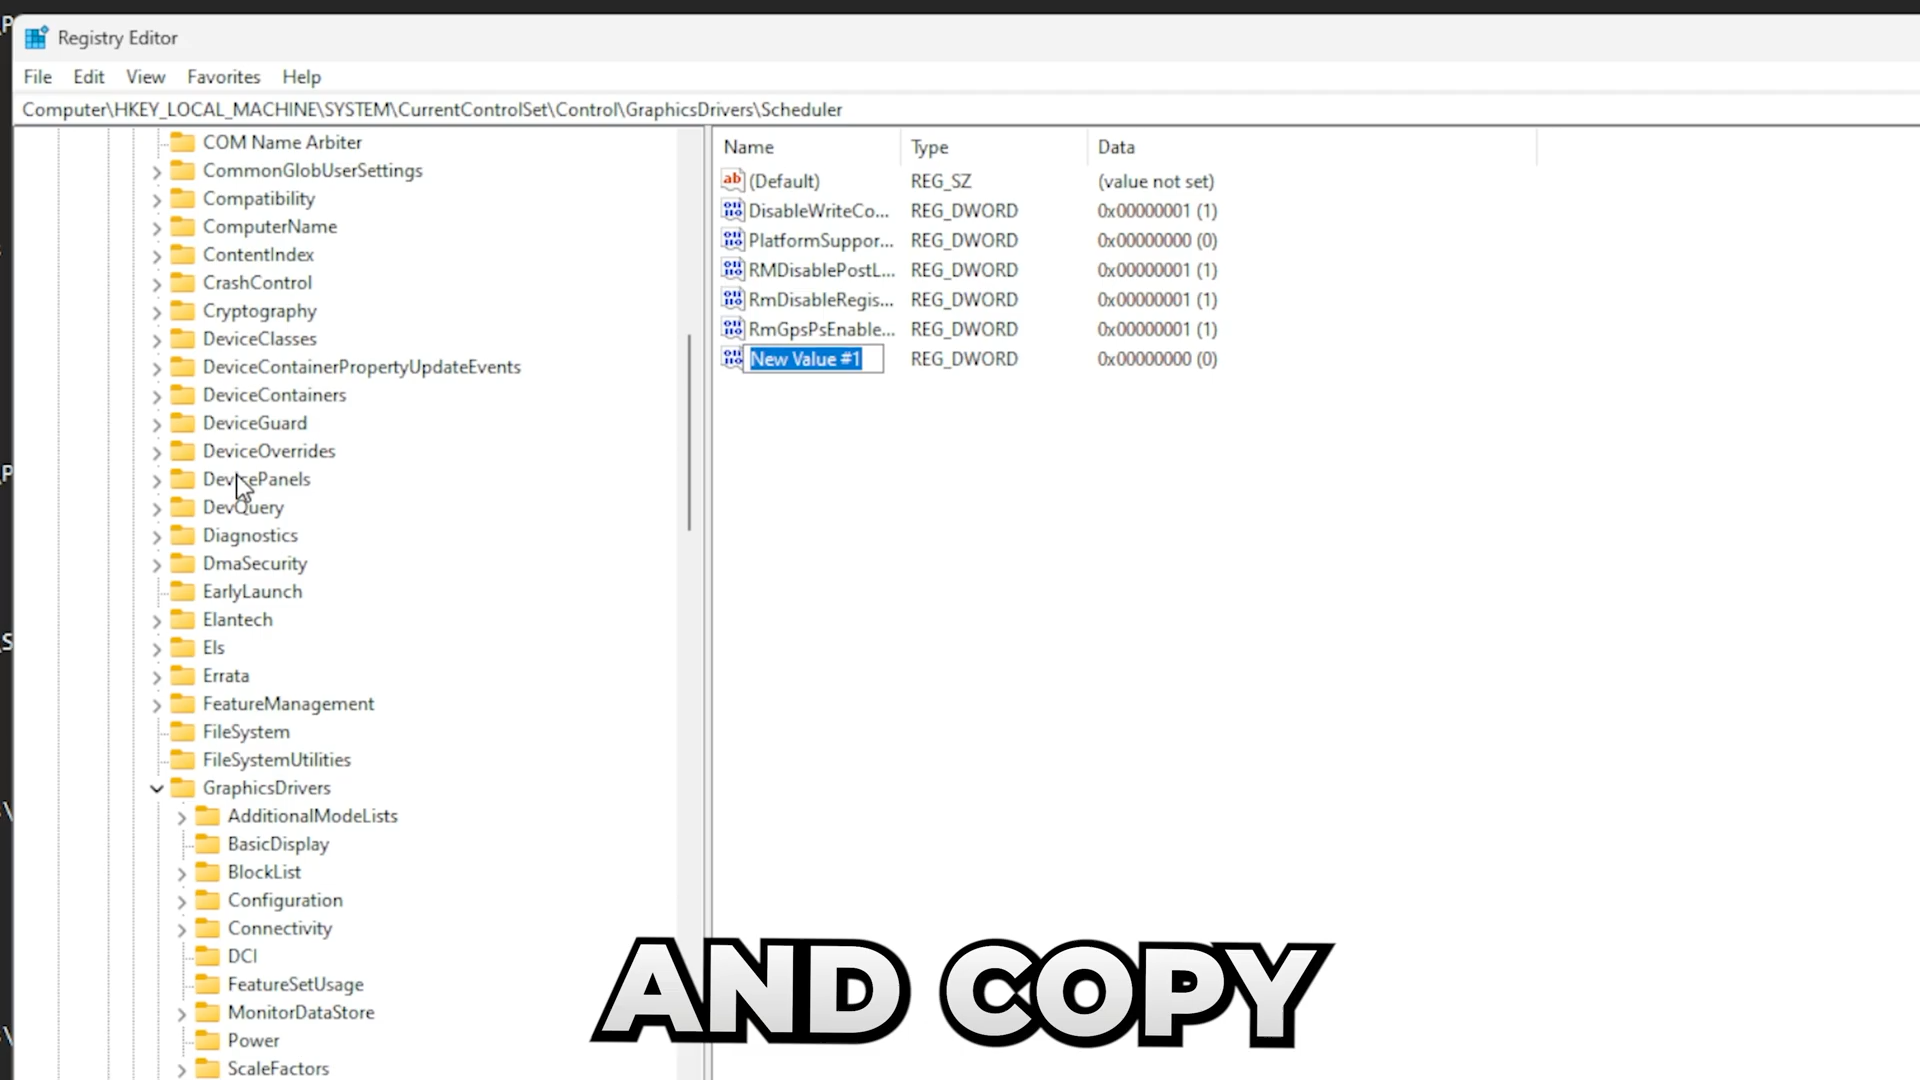 Registry Editor
File Edit View Favorites Help
Computer\HKEY_LOCAL_MACHINE\SYSTEM\CurrentControlSet\Control\GraphicsDrivers\Scheduler
COM Name Arbiter
CommonGlobUserSettings
Compatibility
ComputerName
ContentIndex
CrashControl
Cryptography
DeviceClasses
DeviceContainerPropertyUpdateEvents
DeviceContainers
DeviceGuard
DeviceOverrides
DevicePanels
DevQuery
Diagnostics
DmaSecurity
EarlyLaunch
Elantech
Els
Errata
FeatureManagement
FileSystem
FileSystemUtilities
GraphicsDrivers
AdditionalModeLists
BasicDisplay
BlockList
Configuration
Connectivity
DCI
FeatureSetUsage
MonitorDataStore
Power
ScaleFactors
Name Type Data
(Default) REG_SZ (value not set)
DisableWriteCo... REG_DWORD 0x00000001 (1)
PlatformSuppor... REG_DWORD 0x00000000 (0)
RMDisablePostL... REG_DWORD 0x00000001 (1)
RmDisableRegis... REG_DWORD 0x00000001 (1)
RmGpsPsEnable... REG_DWORD 0x00000001 (1)
New Value #1 REG_DWORD 0x00000000 (0)
AND COPY